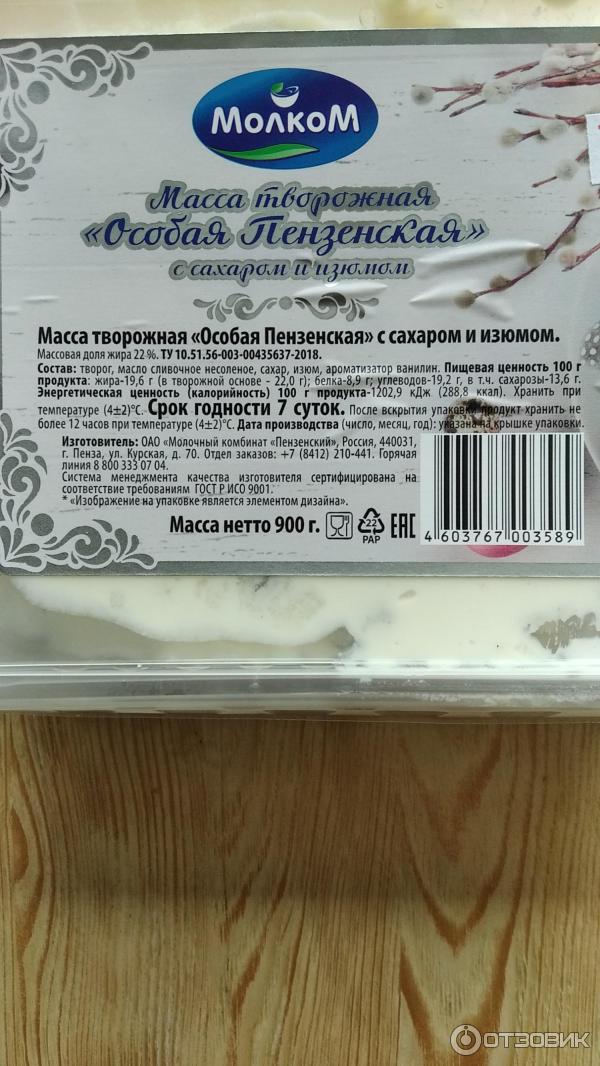 МОЛКОМ
Масса творожная
«Особая Пензенская»
с сахаром и изюмом
Масса творожная «Особая Пензенская» с сахаром и изюмом.
Массовая доля жира 22 %. ТУ 10.51.56-003-00435637-2018.
Состав: творог, масло сливочное несоленое, сахар, изюм, ароматизатор ванилин. Пищевая ценность 100 г
продукта: жира-19,6 г (в творожной основе - 22,0 г); белка-8,9 г; углеводов-19,2 г, в т.ч. сахарозы-13,6 г.
Энергетическая ценность (калорийность) 100 г продукта-1202,9 кДж (288,8 ккал). Хранить при
температуре (4±2)°С. Срок годности 7 суток. После вскрытия упаковки продукт хранить не
более 12 часов при температуре (4±2)°С. Дата производства (число, месяц, год): указана на крышке упаковки.
Изготовитель: ОАО «Молочный комбинат «Пензенский», Россия, 440031,
г. Пенза, ул. Курская, д. 70. Отдел заказов: +7 (8412) 210-441. Горячая
линия 8 800 333 07 04.
Система менеджмента качества изготовителя сертифицирована на
соответствие требованиям ГОСТ Р ИСО 9001.
* «Изображение на упаковке является элементом дизайна».
Масса нетто 900 г.
22
PAP
EAC
4 603767 003589
ОТЗОВИК